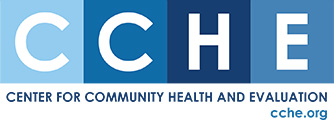 CCHE
CENTER FOR COMMUNITY HEALTH AND EVALUATION
cche.org